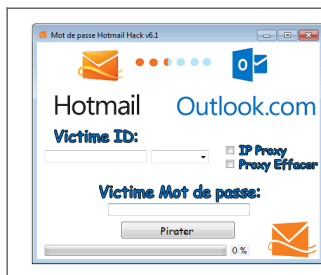 Mot de passe Hotmail Hack v6.1
Hotmail Outlook.com
Victime ID:
IP Proxy
Proxy Effacer
Victime Mot de passe:
Pirater
0 %